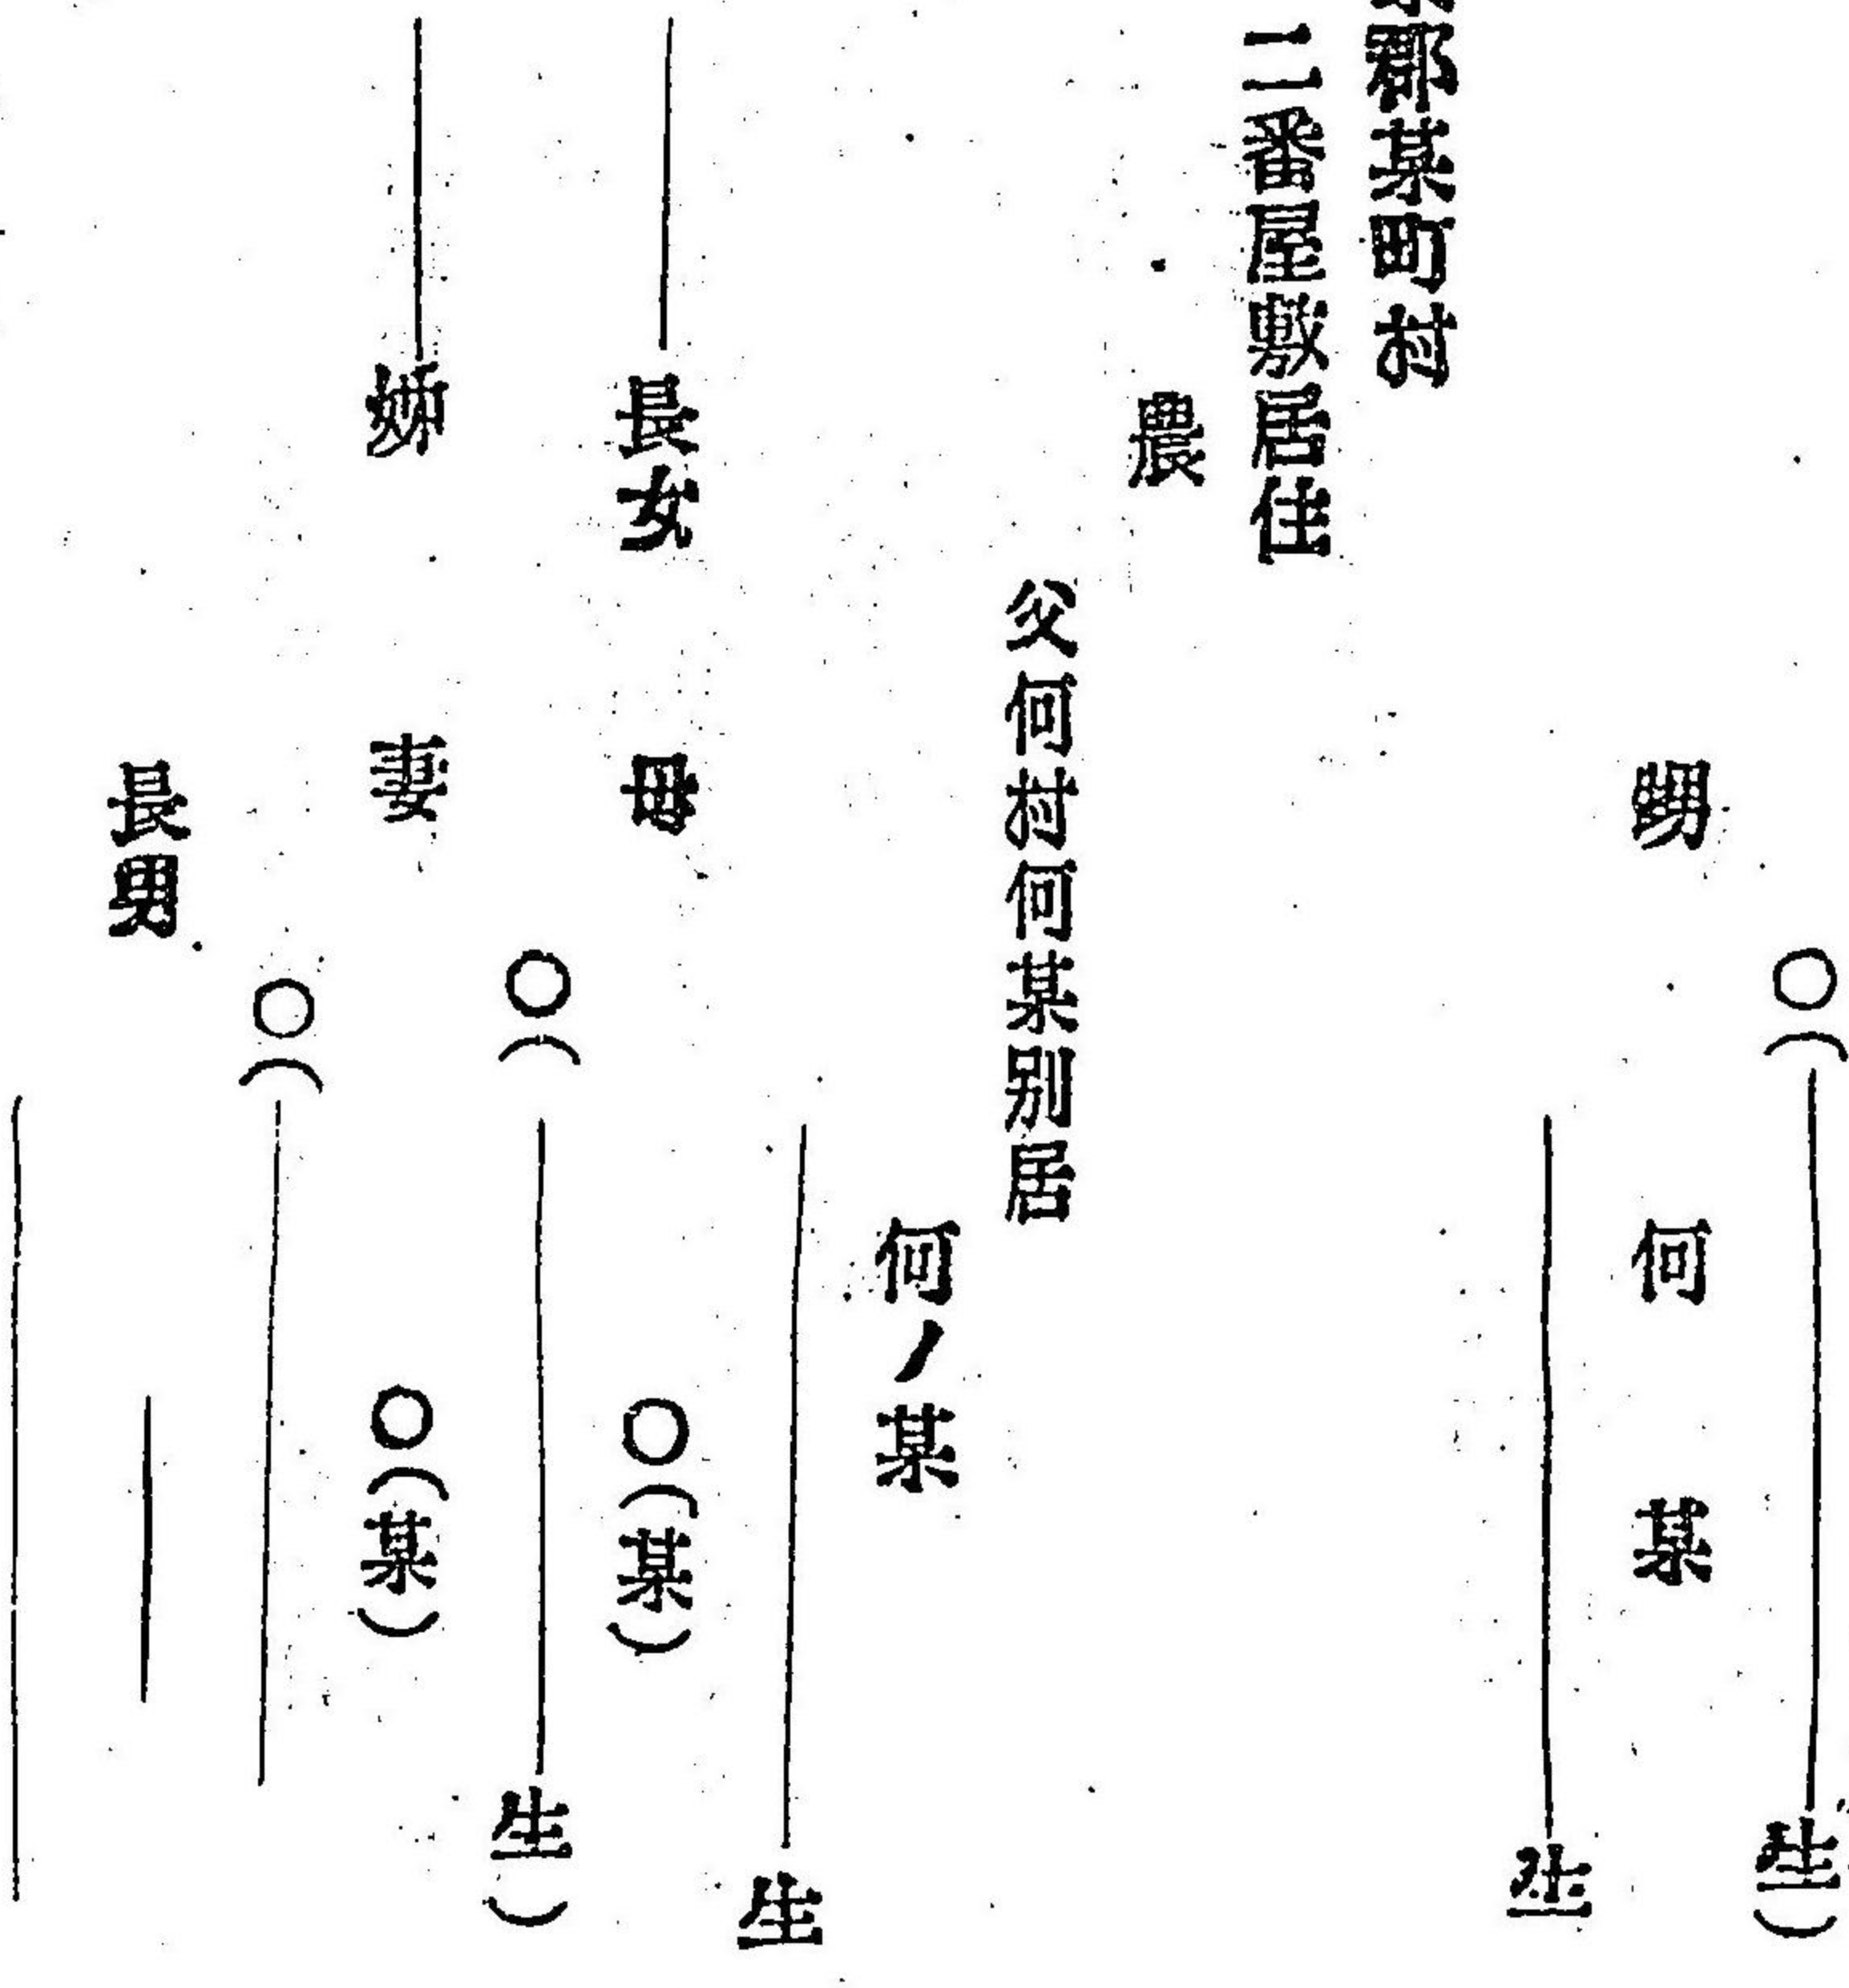 ○(――生)
甥 何 某
――生
郡某町村
二番屋敷居住
農
父何村何某別居
何ノ某
――生
――長女 母 ○(某)
○(――生)
――姉 妻 ○(某)
○(――
長男 ――